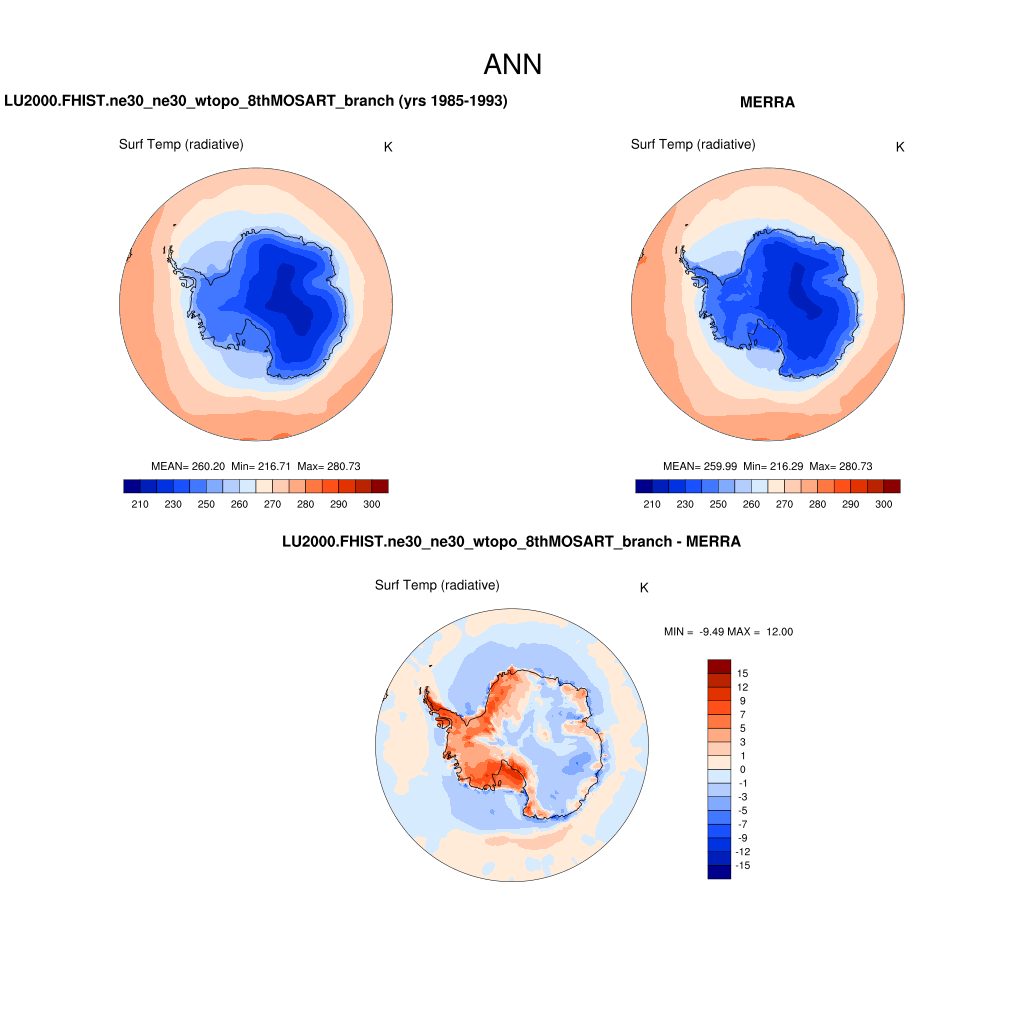 ANN
LU2000.FHIST.ne30_ne30_wtopo_8thMOSART_branch (yrs 1985-1993)
MERRA
Surf Temp (radiative) K
Surf Temp (radiative) K
MEAN= 260.20 Min= 216.71 Max= 280.73
MEAN= 259.99 Min= 216.29 Max= 280.73
210 230 250 260 270 280 290 300
210 230 250 260 270 280 290 300
LU2000.FHIST.ne30_ne30_wtopo_8thMOSART_branch - MERRA
Surf Temp (radiative) K
MIN = -9.49 MAX = 12.00
15
12
9
7
5
3
1
0
-1
-3
-5
-7
-9
-12
-15